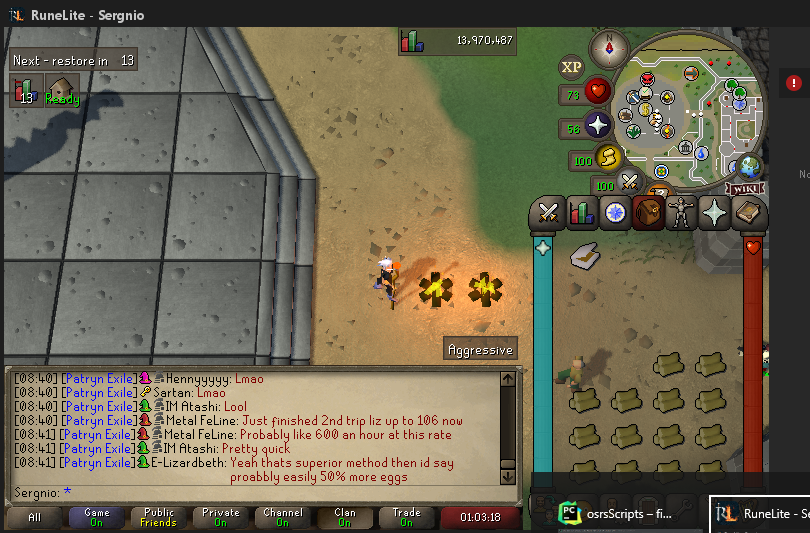 RuneLite - Sergnio
13,970,487
Next - restore in 13
13
Ready
N
XP
73
56
100
100
WIKI
No
Aggressive
[08:40] [Patryn Exile] Hennyyyyy: Lmao
[08:40] [Patryn Exile] Sartan: Lmao
[08:40] [Patryn Exile] IM Atashi: Lool
[08:40] [Patryn Exile] Metal FeLine: Just finished 2nd trip liz up to 106 now
[08:41] [Patryn Exile] Metal FeLine: Probably like 600 an hour at this rate
[08:41] [Patryn Exile] IM Atashi: Pretty quick
[08:41] [Patryn Exile] E-Lizardbeth: Yeah thats superior method then id say
proabbly easily 50% more eggs
Sergnio: *
All
Game
On
Public
Friends
Private
On
Channel
On
Clan
On
Trade
On
01:03:18
PC
osrsScripts – fi...
RuneLite - Se